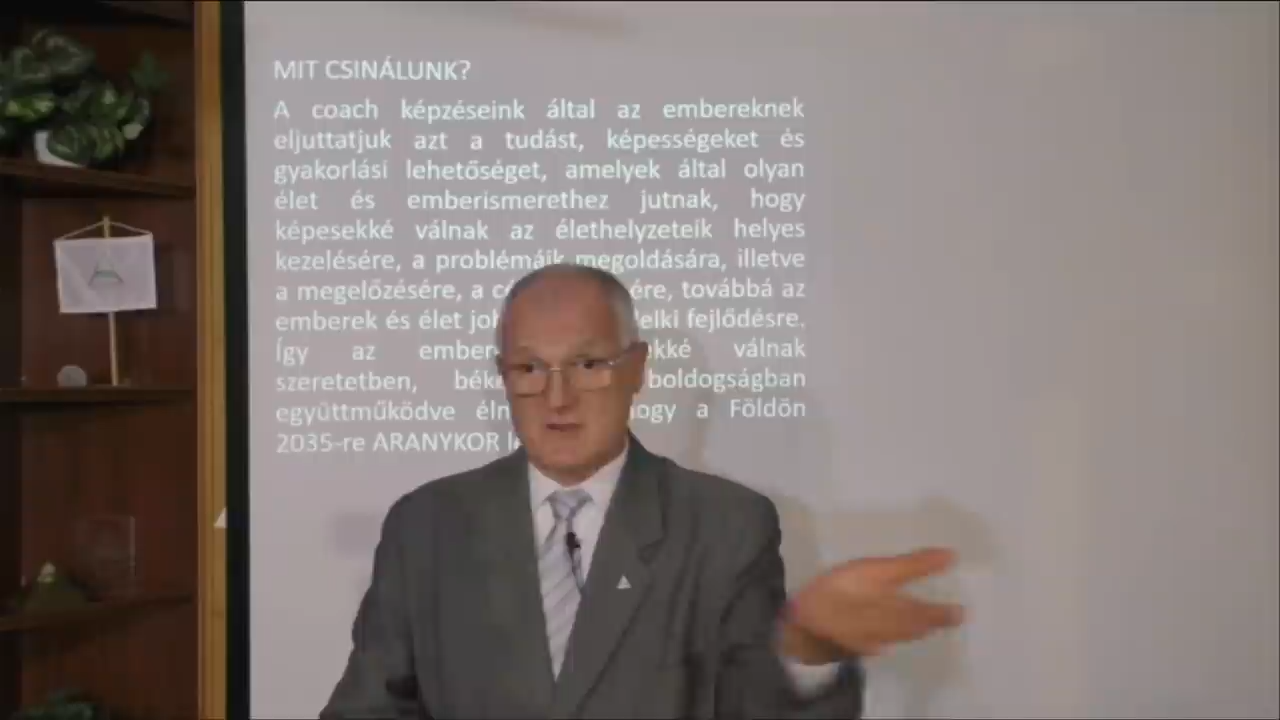 MIT CSINÁLUNK?
A coach képzéseink által az embereknek
eljuttatjuk azt a tudást, képességeket és
gyakorlási lehetőséget, amelyek által olyan
élet és emberismerethez jutnak, hogy
képesekké válnak az élethelyzeteik helyes
kezelésére, a problémáik megoldására, illetve
a megelőzésére, a továbbá az
emberek és élet fejlődésre.
Így az válnak
szeretetben, boldogságban
együttműködve a Földön
2035-re ARANYKOR